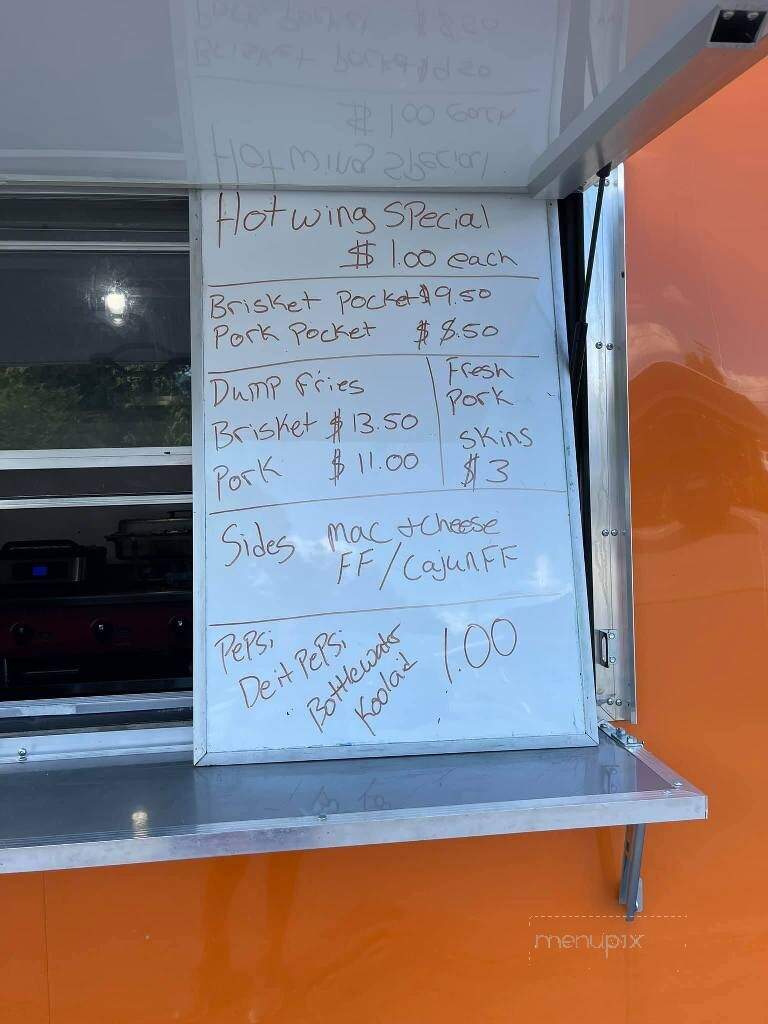 Hotwing Special
$ 1.00 each
Brisket Pocket $9.50
Pork Pocket $ 8.50
Dump Fries
Brisket $ 13.50
Pork $ 11.00
Fresh
Pork
Skins
$ 3
Sides Mac + Cheese
FF / Cajun FF
Pepsi
Deit Pepsi
Bottlewater
Koolaid
1.00
menupix